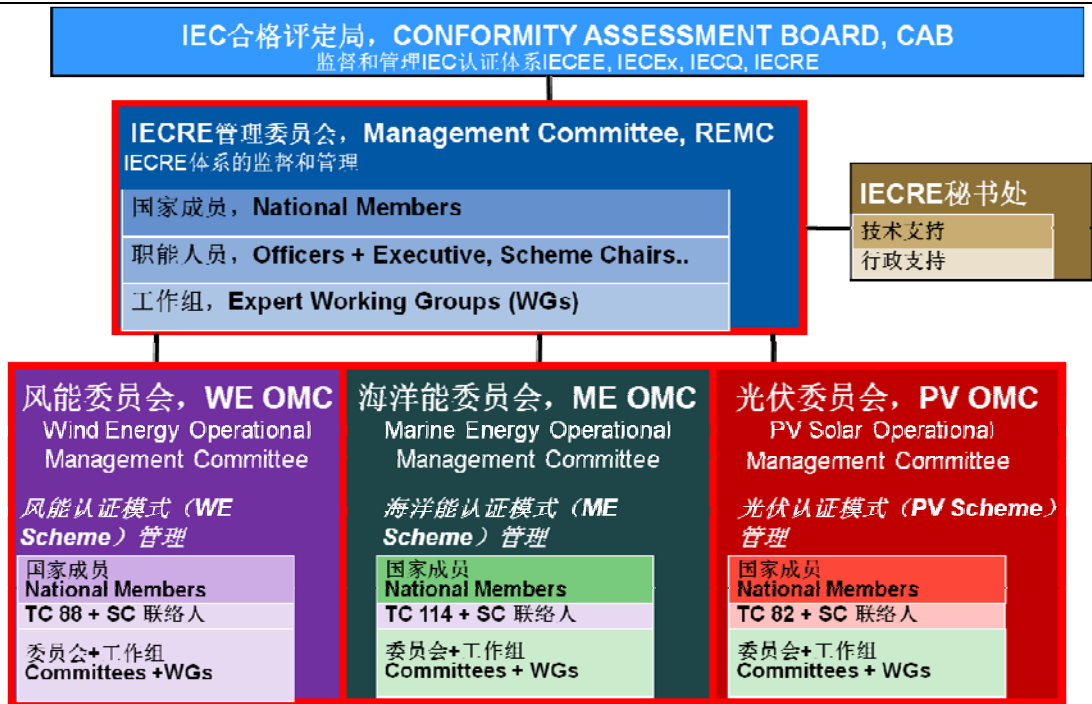 IEC合格评定局，CONFORMITY ASSESSMENT BOARD, CAB
监督和管理IEC认证体系IECEE, IECEx, IECQ, IECRE
IECRE管理委员会，Management Committee, REMC
IECRE体系的监督和管理
国家成员，National Members
职能人员，Officers + Executive, Scheme Chairs..
工作组，Expert Working Groups (WGs)
IECRE秘书处
技术支持
行政支持
风能委员会，WE OMC
Wind Energy Operational
Management Committee
风能认证模式（WE
Scheme）管理
国家成员
National Members
TC 88 + SC 联络人
委员会+工作组
Committees +WGs
海洋能委员会，ME OMC
Marine Energy Operational
Management Committee
海洋能认证模式（ME
Scheme）管理
国家成员
National Members
TC 114 + SC 联络人
委员会+工作组
Committees + WGs
光伏委员会，PV OMC
PV Solar Operational
Management Committee
光伏认证模式（PV Scheme）
管理
国家成员
National Members
TC 82 + SC 联络人
委员会+工作组
Committees + WGs